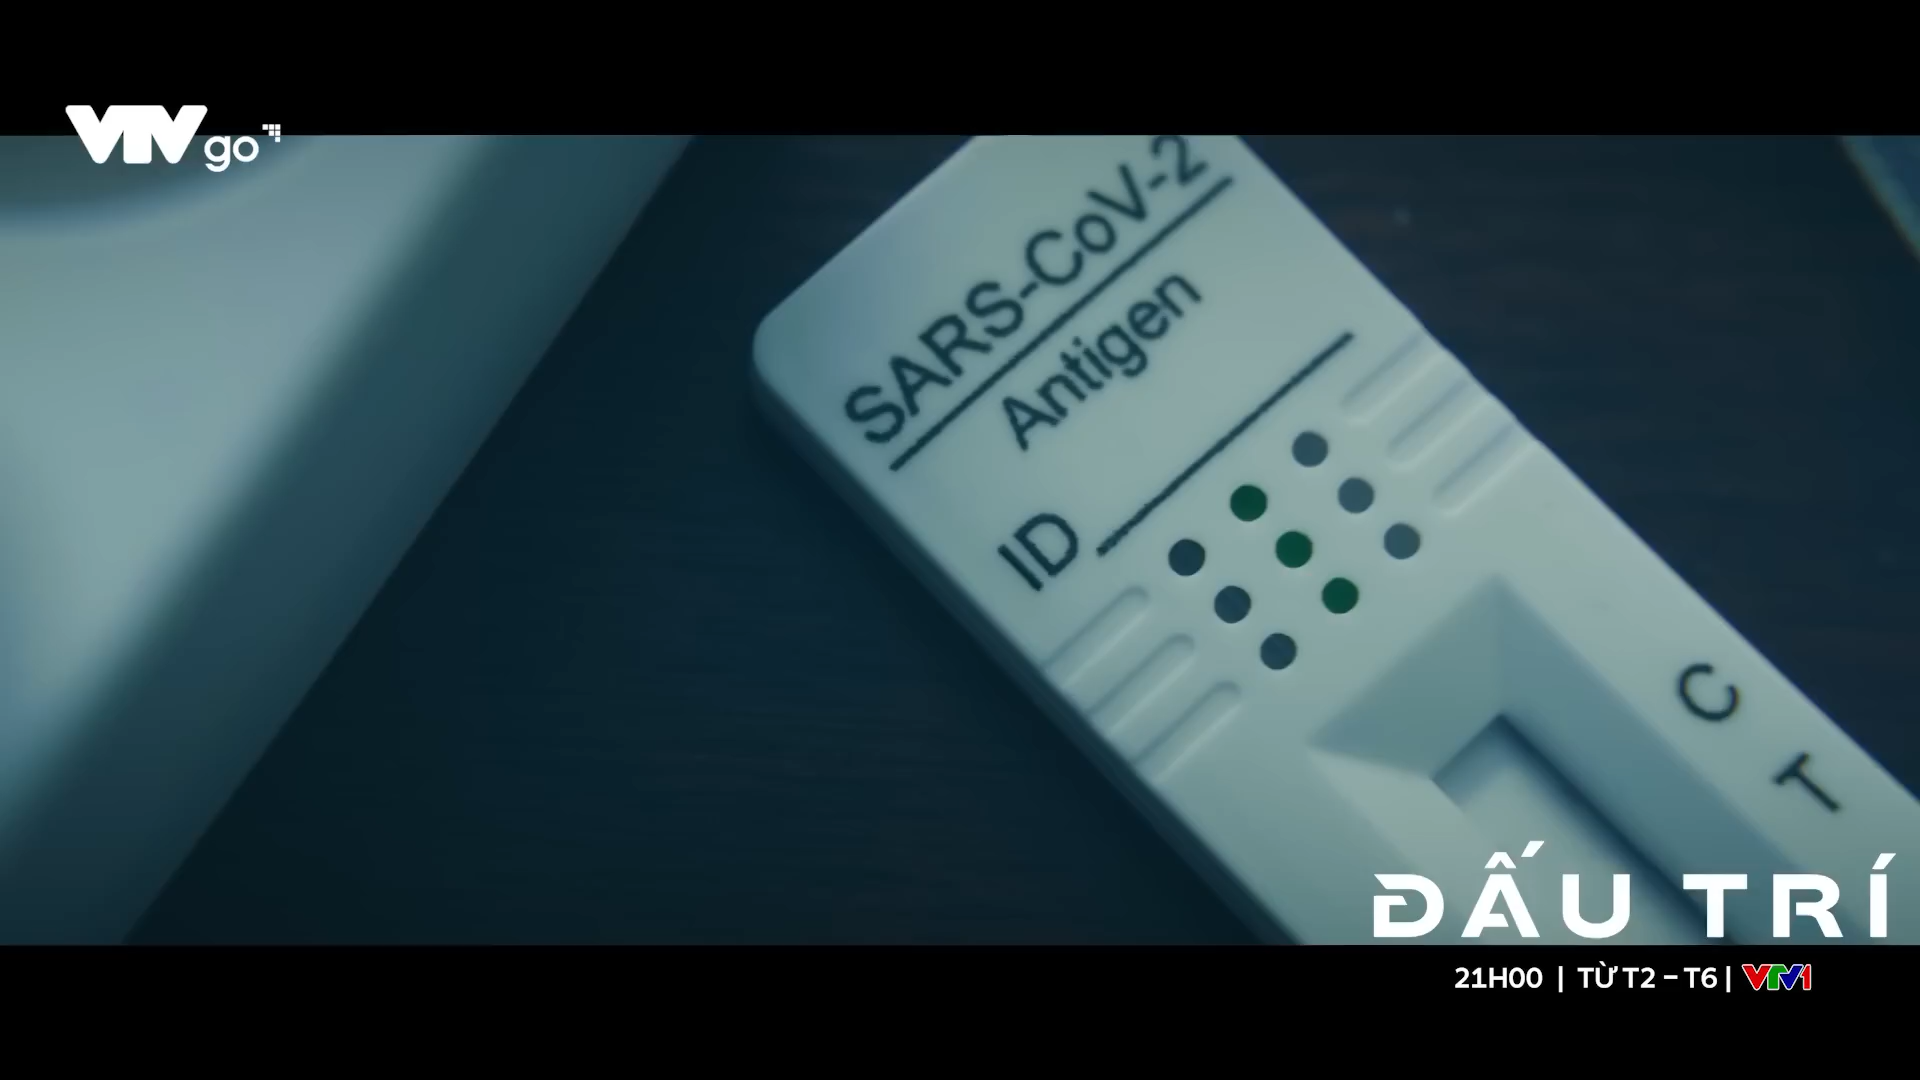 VTVgo
SARS-CoV-2
Antigen
ID
C
T
ĐẤU TRÍ
21H00 | TỪ T2 - T6 | VTV1